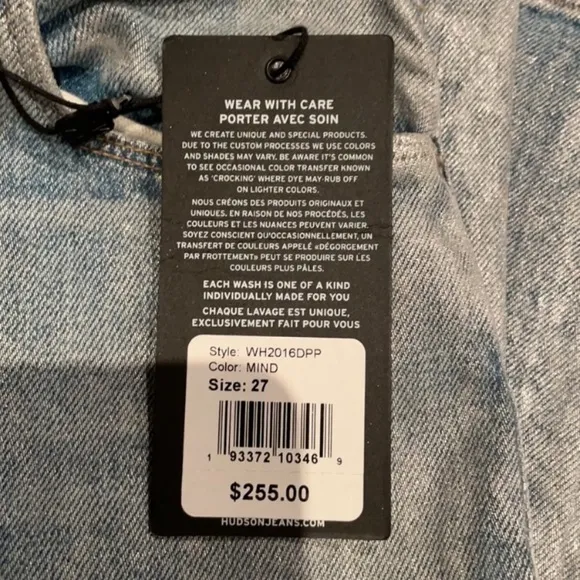 WEAR WITH CARE
PORTER AVEC SOIN
WE CREATE UNIQUE AND SPECIAL PRODUCTS.
DUE TO THE CUSTOM PROCESSES WE USE COLORS
AND SHADES MAY VARY. BE AWARE IT'S COMMON
TO SEE OCCASIONAL COLOR TRANSFER KNOWN
AS 'CROCKING' WHERE DYE MAY RUB OFF
ON LIGHTER COLORS.
NOUS CRÉONS DES PRODUITS ORIGINAUX ET
UNIQUES. EN RAISON DE NOS PROCÉDÉS, LES
COULEURS ET LES NUANCES PEUVENT VARIER.
SOYEZ CONSCIENT QU'OCCASIONNELLEMENT, UN
TRANSFERT DE COULEURS APPELÉ «DÉGORGEMENT
PAR FROTTEMENT» PEUT SE PRODUIRE SUR LES
COULEURS PLUS PÂLES.
EACH WASH IS ONE OF A KIND
INDIVIDUALLY MADE FOR YOU
CHAQUE LAVAGE EST UNIQUE,
EXCLUSIVEMENT FAIT POUR VOUS
Style: WH2016DPP
Color: MIND
Size: 27
1 93372 10346 9
$255.00
HUDSONJEANS.COM